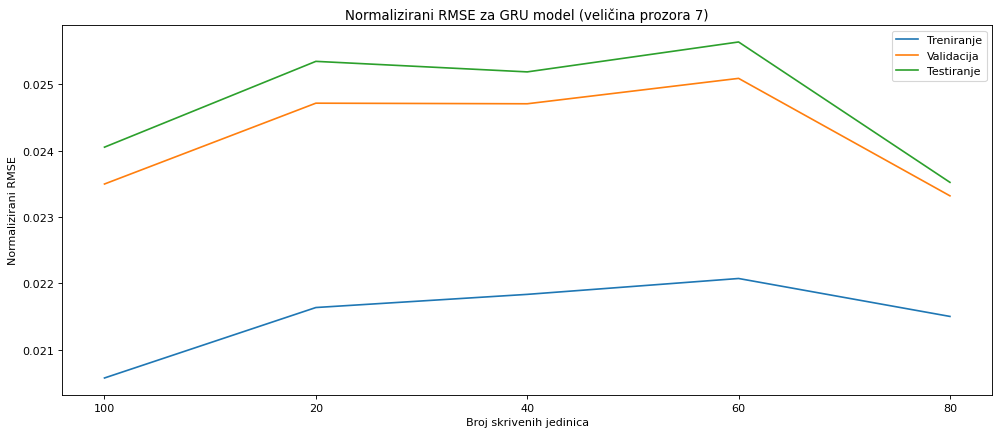 Normalizirani RMSE za GRU model (veličina prozora 7)
Treniranje
Validacija
Testiranje
Normalizirani RMSE
0.025
0.024
0.023
0.022
0.021
100 20 40 60 80
Broj skrivenih jedinica